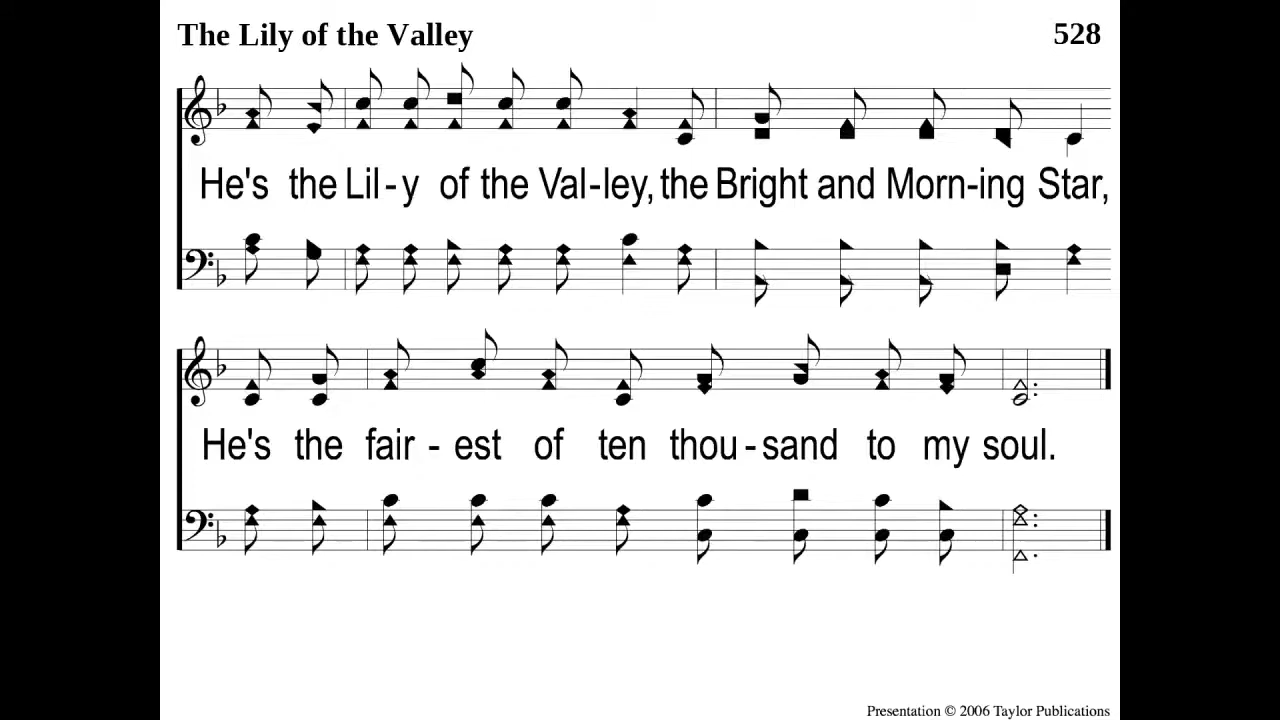 The Lily of the Valley 528
He's the Lil-y of the Val-ley, the Bright and Morn-ing Star,
He's the fair-est of ten thou-sand to my soul.
Presentation © 2006 Taylor Publications